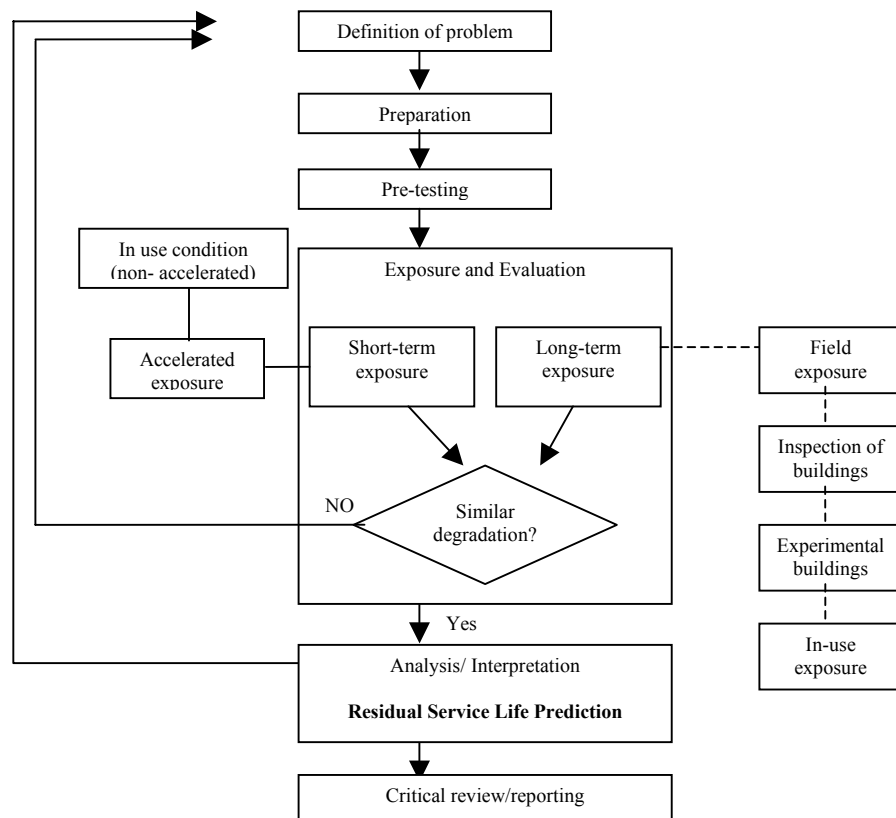 Definition of problem
Preparation
Pre-testing
In use condition
(non- accelerated)
Exposure and Evaluation
Accelerated
exposure
Short-term
exposure
Long-term
exposure
Field
exposure
Inspection of
buildings
NO
Similar
degradation?
Experimental
buildings
Yes
In-use
exposure
Analysis/ Interpretation
Residual Service Life Prediction
Critical review/reporting